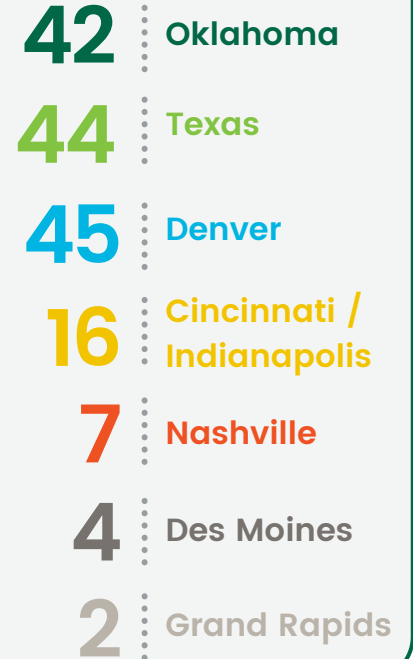 42 Oklahoma
44 Texas
45 Denver
16 Cincinnati /
Indianapolis
7 Nashville
4 Des Moines
2 Grand Rapids